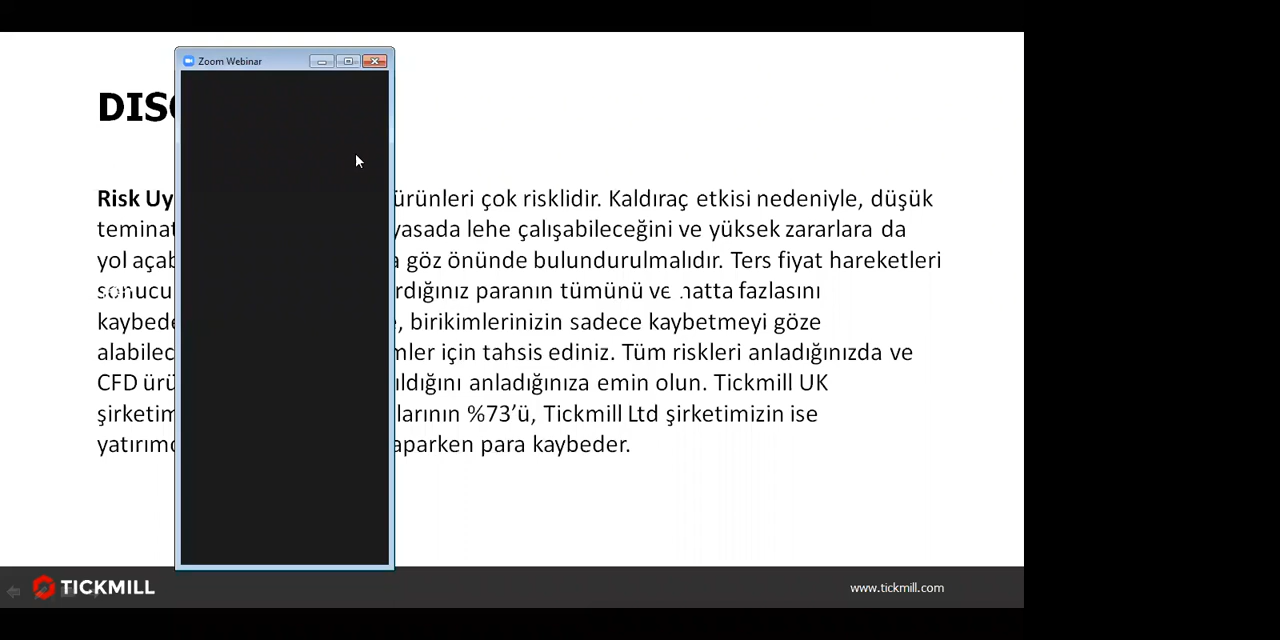 Zoom Webinar
DISC
Risk Uy ürünleri çok risklidir. Kaldıraç etkisi nedeniyle, düşük
teminat yasada lehe çalışabileceğini ve yüksek zararlara da
yol açab a göz önünde bulundurulmalıdır. Ters fiyat hareketleri
sonucu rdığınız paranın tümünü ve hatta fazlasını
kaybede e, birikimlerinizin sadece kaybetmeyi göze
alabilec mler için tahsis ediniz. Tüm riskleri anladığınızda ve
CFD ürü ıldığını anladığınıza emin olun. Tickmill UK
şirketim larının %73’ü, Tickmill Ltd şirketimizin ise
yatırımc aparken para kaybeder.
TICKMILL
www.tickmill.com